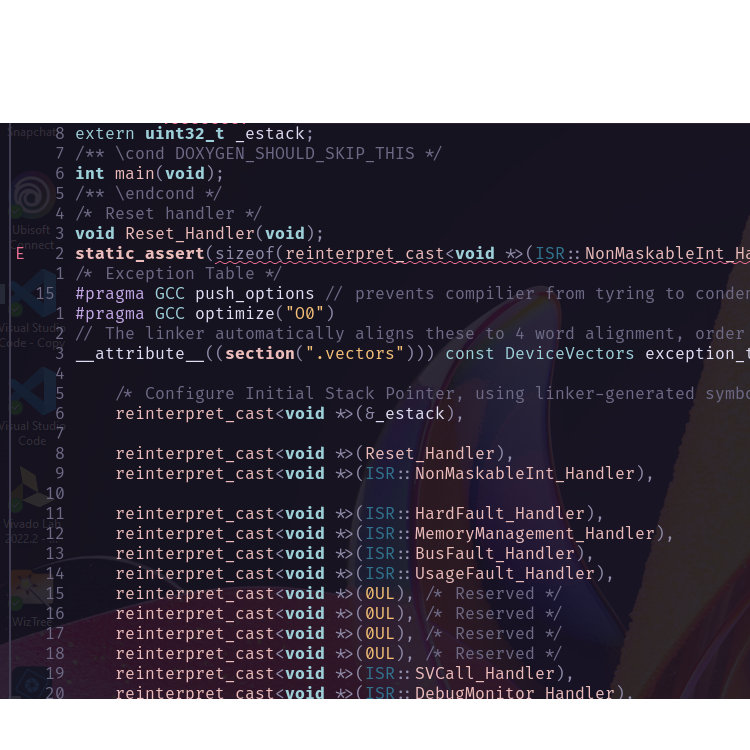 Snapchat
8 extern uint32_t _estack;
7 /** \cond DOXYGEN_SHOULD_SKIP_THIS */
6 int main(void);
5 /** \endcond */
4 /* Reset handler */
3 void Reset_Handler(void);
E 2 static_assert(sizeof(reinterpret_cast<void *>(ISR::NonMaskableInt_Ha
1 /* Exception Table */
15 #pragma GCC push_options // prevents compilier from tyring to conden
1 #pragma GCC optimize("O0")
2 // The linker automatically aligns these to 4 word alignment, order
3 __attribute__((section(".vectors"))) const DeviceVectors exception_t
4
5 /* Configure Initial Stack Pointer, using linker-generated symbo
6 reinterpret_cast<void *>(&_estack),
7
8 reinterpret_cast<void *>(Reset_Handler),
9 reinterpret_cast<void *>(ISR::NonMaskableInt_Handler),
10
11 reinterpret_cast<void *>(ISR::HardFault_Handler),
12 reinterpret_cast<void *>(ISR::MemoryManagement_Handler),
13 reinterpret_cast<void *>(ISR::BusFault_Handler),
14 reinterpret_cast<void *>(ISR::UsageFault_Handler),
15 reinterpret_cast<void *>(0UL), /* Reserved */
16 reinterpret_cast<void *>(0UL), /* Reserved */
17 reinterpret_cast<void *>(0UL), /* Reserved */
18 reinterpret_cast<void *>(0UL), /* Reserved */
19 reinterpret_cast<void *>(ISR::SVCall_Handler),
20 reinterpret_cast<void *>(ISR::DebugMonitor_Handler),
Ubisoft
Connect
Visual Studio
Code - Copy
Visual Studio
Code
Vivado Lab
2022.2 -
WizTree